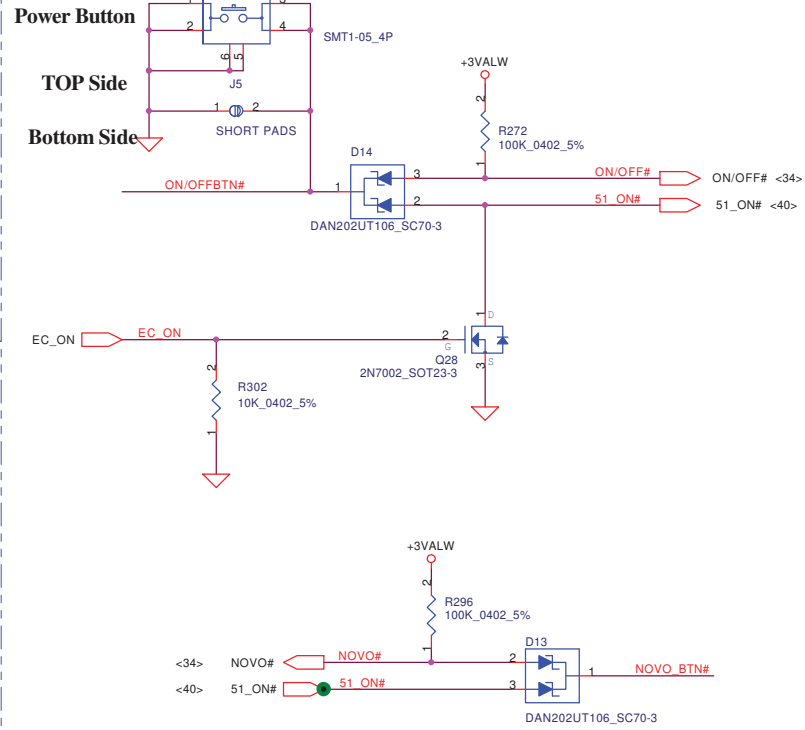 1
3
Power Button
2
4
SMT1-05_4P
6
5
+3VALW
TOP Side
J5
2
1
2
R272
100K_0402_5%
SHORT PADS
Bottom Side
D14
1
3
ON/OFF#
ON/OFF# <34>
ON/OFFBTN#
1
2
51_ON#
51_ON# <40>
DAN202UT106_SC70-3
1
D
EC_ON
EC_ON
2
G
Q28
S
3
2N7002_SOT23-3
2
R302
10K_0402_5%
1
+3VALW
2
R296
100K_0402_5%
1
D13
<34> NOVO#
NOVO#
2
1
NOVO_BTN#
<40> 51_ON#
51_ON#
3
DAN202UT106_SC70-3